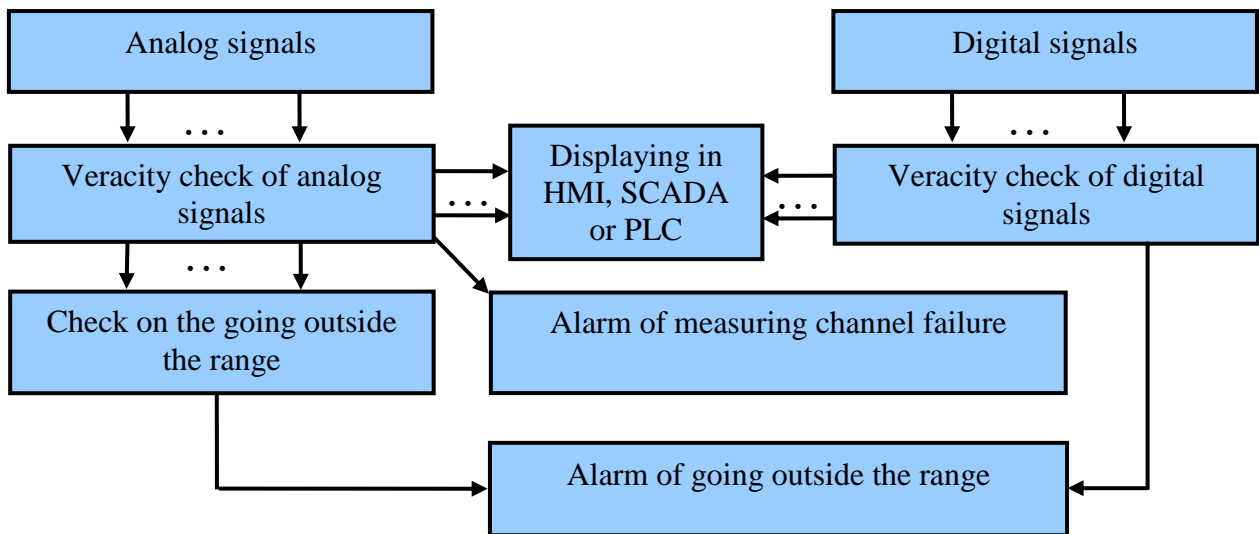 Analog signals
Digital signals
. . .
. . .
Veracity check of analog
signals
. . .
Displaying in
HMI, SCADA
or PLC
. . .
Veracity check of digital
signals
. . .
Check on the going outside
the range
Alarm of measuring channel failure
Alarm of going outside the range